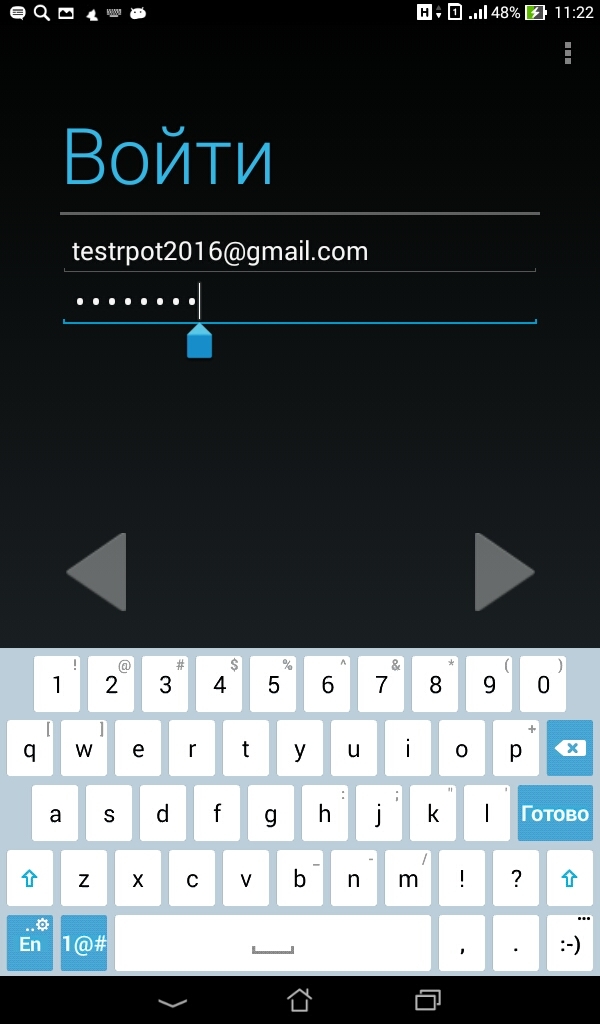 H 1 48% 11:22
Войти
testrpot2016@gmail.com
••••••••
! @ # $ % ^ & * ( )
1 2 3 4 5 6 7 8 9 0
[ ] +
q w e r t y u i o p
: ; " '
a s d f g h j k l Готово
_ - /
z x c v b n m ! ?
En 1@# , . :-)